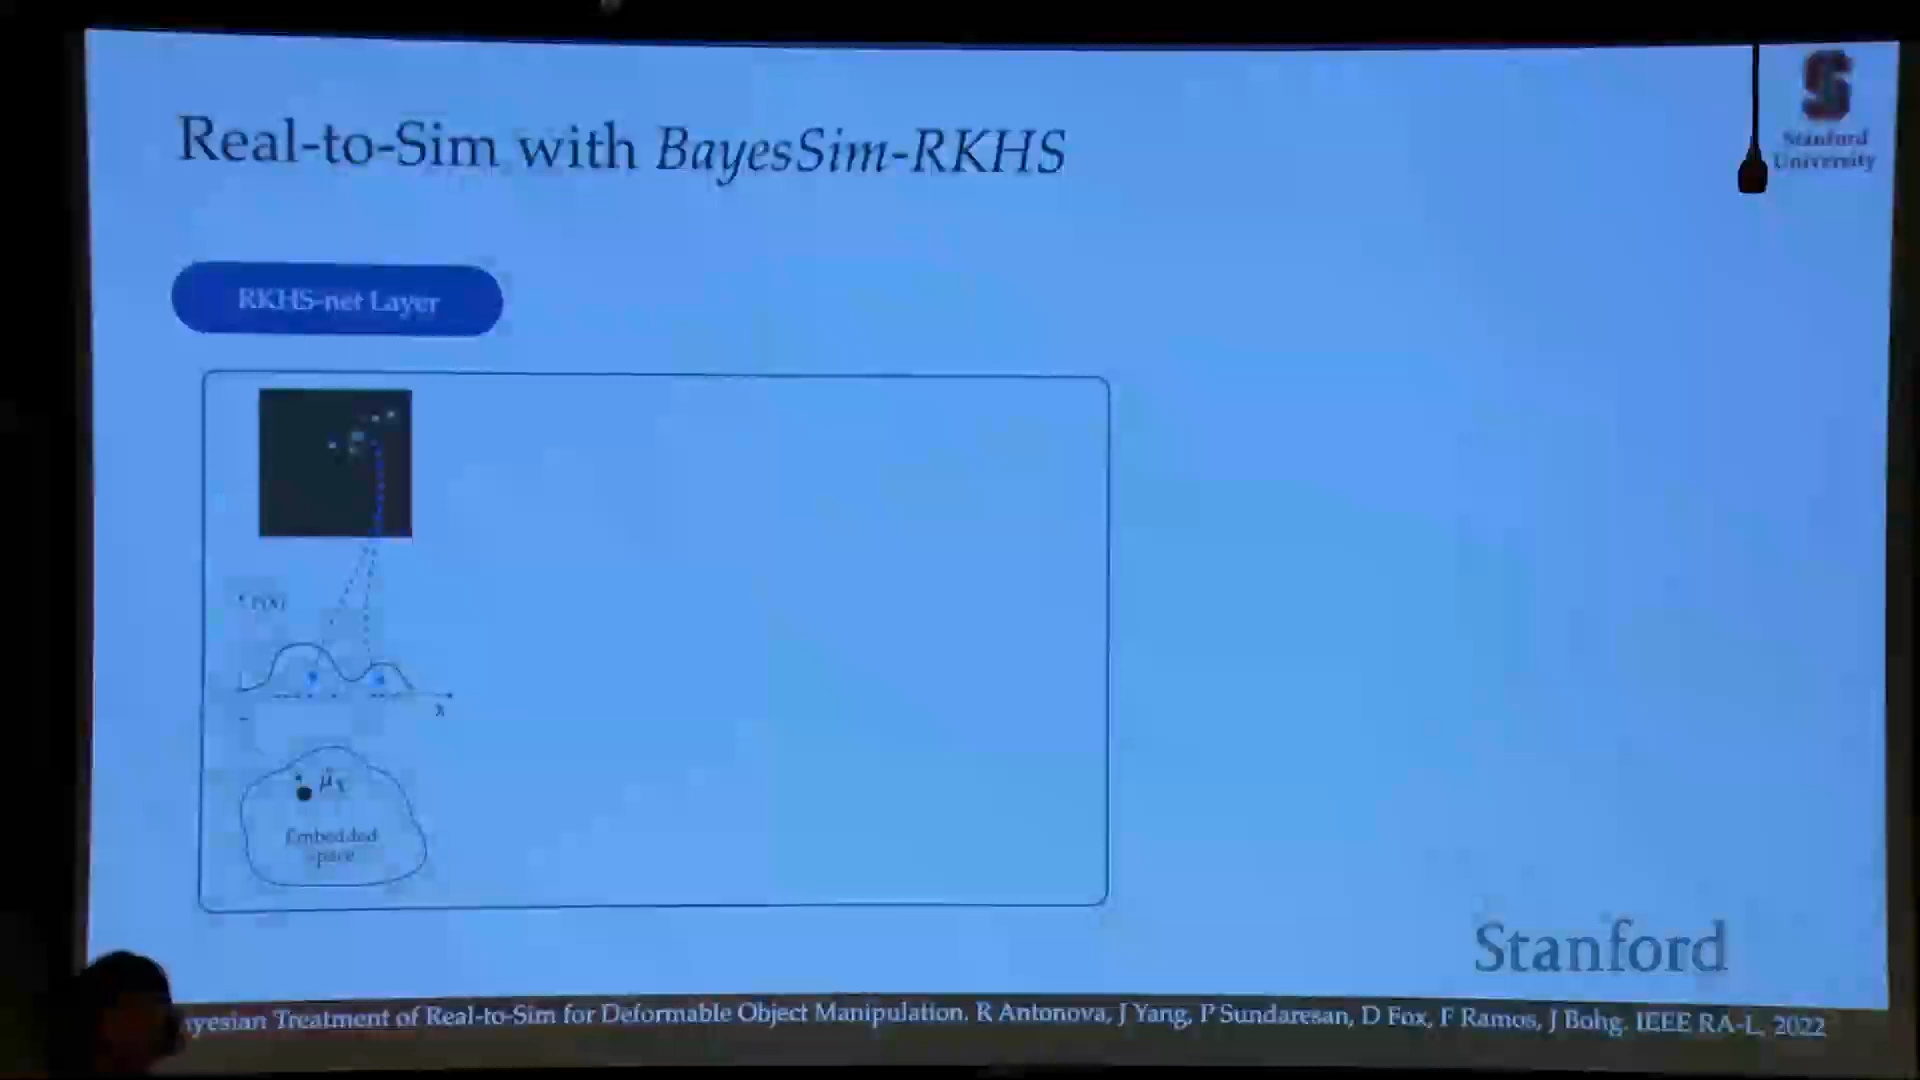 Real-to-Sim with BayesSim-RKHS
Stanford
University
RKHS-net Layer
x
Embedded
space
Stanford
ayesian Treatment of Real-to-Sim for Deformable Object Manipulation. R Antonova, J Yang, P Sundaresan, D Fox, F Ramos, J Bohg. IEEE RA-L, 2022